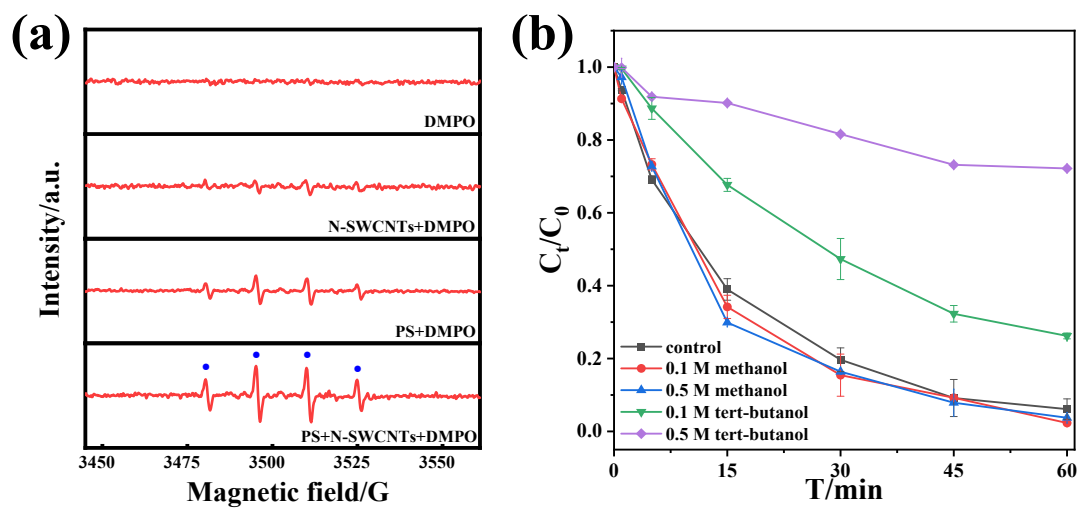 (a)
Intensity/a.u.
DMPO
N-SWCNTs+DMPO
PS+DMPO
PS+N-SWCNTs+DMPO
3450 3475 3500 3525 3550
Magnetic field/G
(b)
Cₜ/C₀
1.0
0.8
0.6
0.4
0.2
0.0
control
0.1 M methanol
0.5 M methanol
0.1 M tert-butanol
0.5 M tert-butanol
0 15 30 45 60
T/min